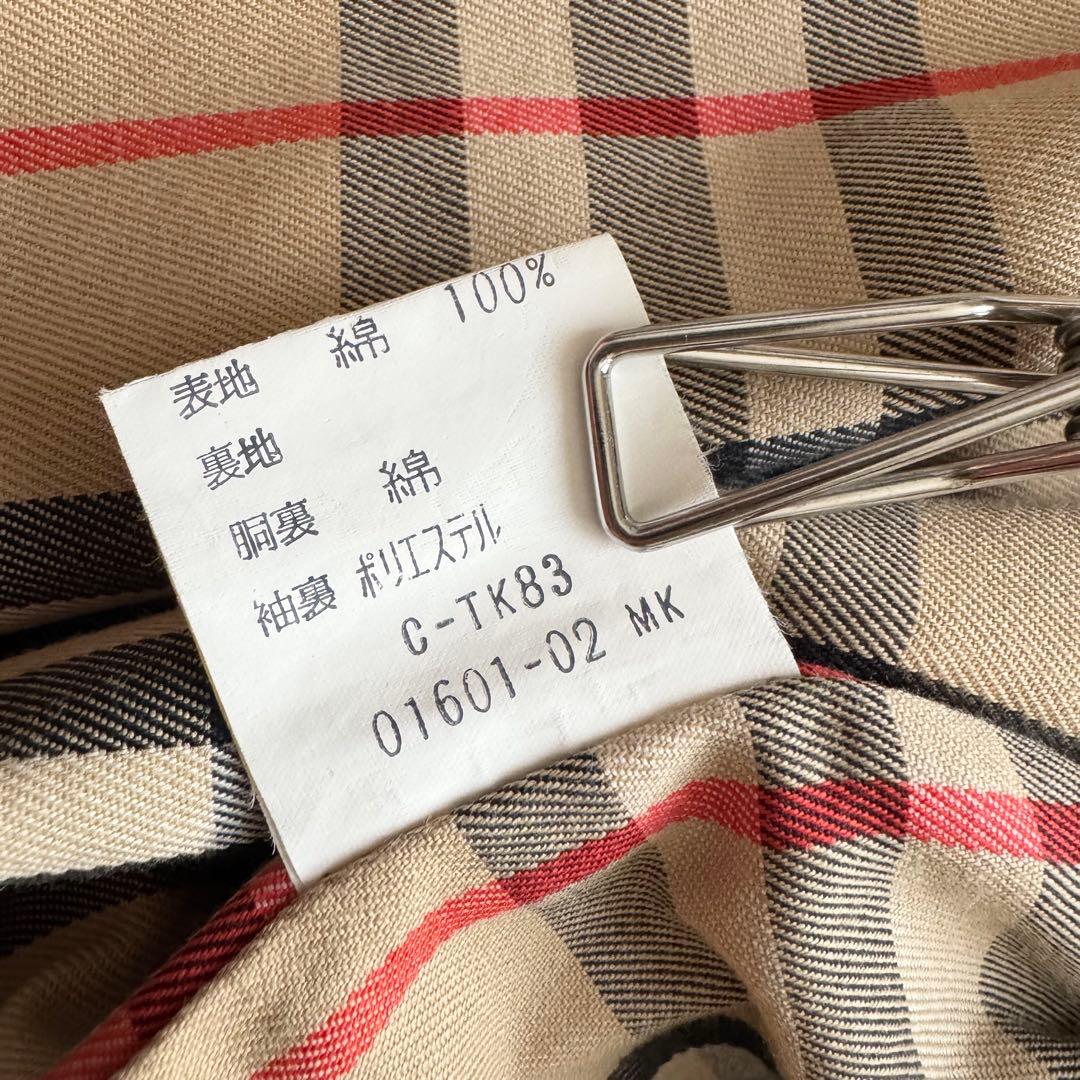 表地 綿 100%
裏地
胴裏 綿
袖裏 ポリエステル
C-TK83
01601-02 MK